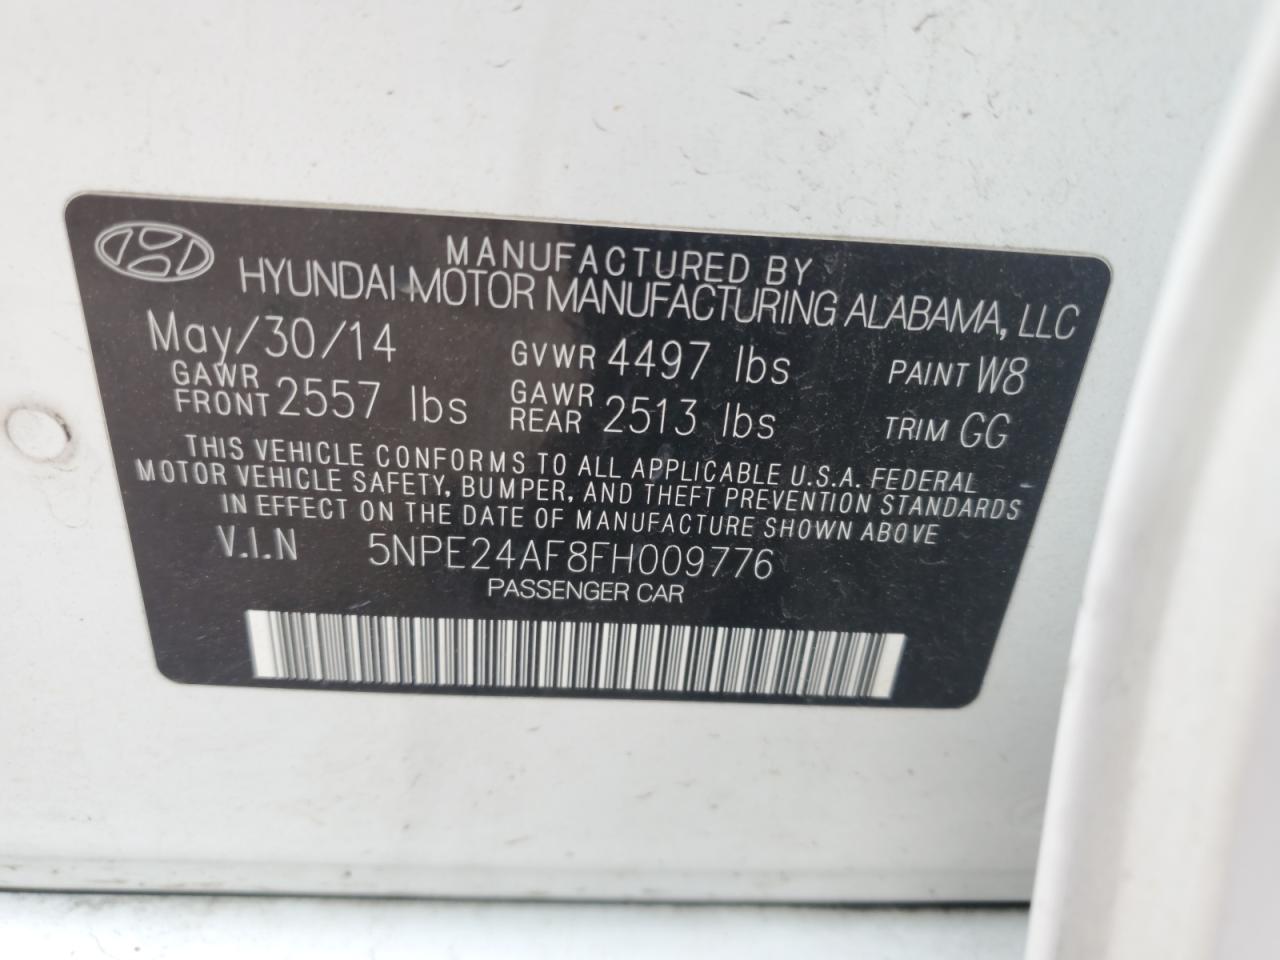 MANUFACTURED BY
HYUNDAI MOTOR MANUFACTURING ALABAMA, LLC
May/30/14 GVWR 4497 lbs PAINT W8
GAWR FRONT 2557 lbs GAWR REAR 2513 lbs TRIM GG
THIS VEHICLE CONFORMS TO ALL APPLICABLE U.S.A. FEDERAL
MOTOR VEHICLE SAFETY, BUMPER, AND THEFT PREVENTION STANDARDS
IN EFFECT ON THE DATE OF MANUFACTURE SHOWN ABOVE
V.I.N 5NPE24AF8FH009776
PASSENGER CAR